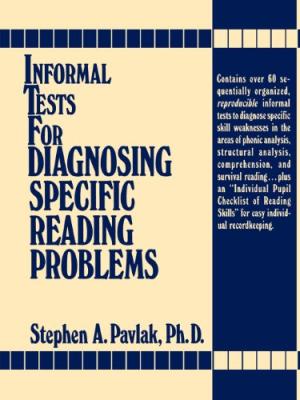 INFORMAL
TESTS
FOR
DIAGNOSING
SPECIFIC
READING
PROBLEMS
Stephen A. Pavlak, Ph.D.
Contains over 60 se-
quentially organized,
reproducible informal
tests to diagnose specific
skill weaknesses in the
areas of phonic analysis,
structural analysis,
comprehension, and
survival reading...plus
an "Individual Pupil
Checklist of Reading
Skills" for easy individ-
ual recordkeeping.